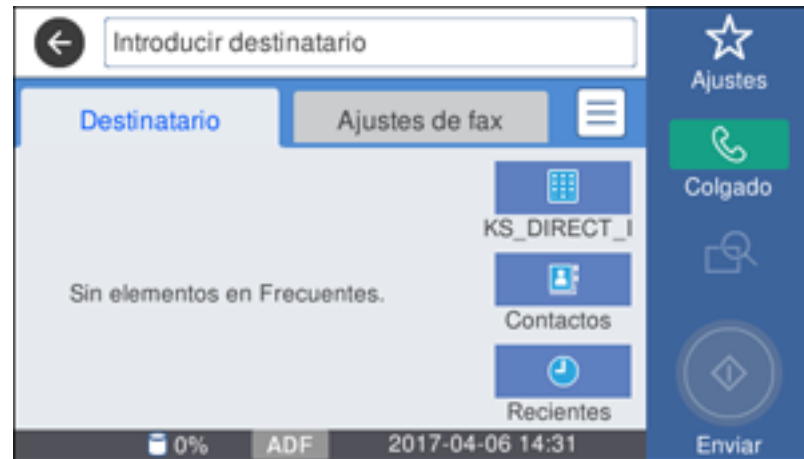 Introducir destinatario
Ajustes
Destinatario
Ajustes de fax
Colgado
KS_DIRECT_I
Sin elementos en Frecuentes.
Contactos
Recientes
0%
ADF
2017-04-06 14:31
Enviar